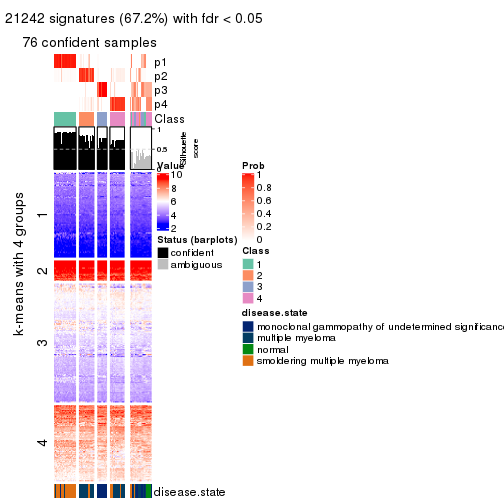 21242 signatures (67.2%) with fdr < 0.05
76 confident samples
p1
p2
p3
p4
Class
1
0.5
0
Silhouette
score
k-means with 4 groups
1
2
3
4
Value
10
8
6
4
2
Status (barplots)
confident
ambiguous
Prob
1
0.8
0.6
0.4
0.2
0
Class
1
2
3
4
disease.state
monoclonal gammopathy of undetermined significance
multiple myeloma
normal
smoldering multiple myeloma
disease.state